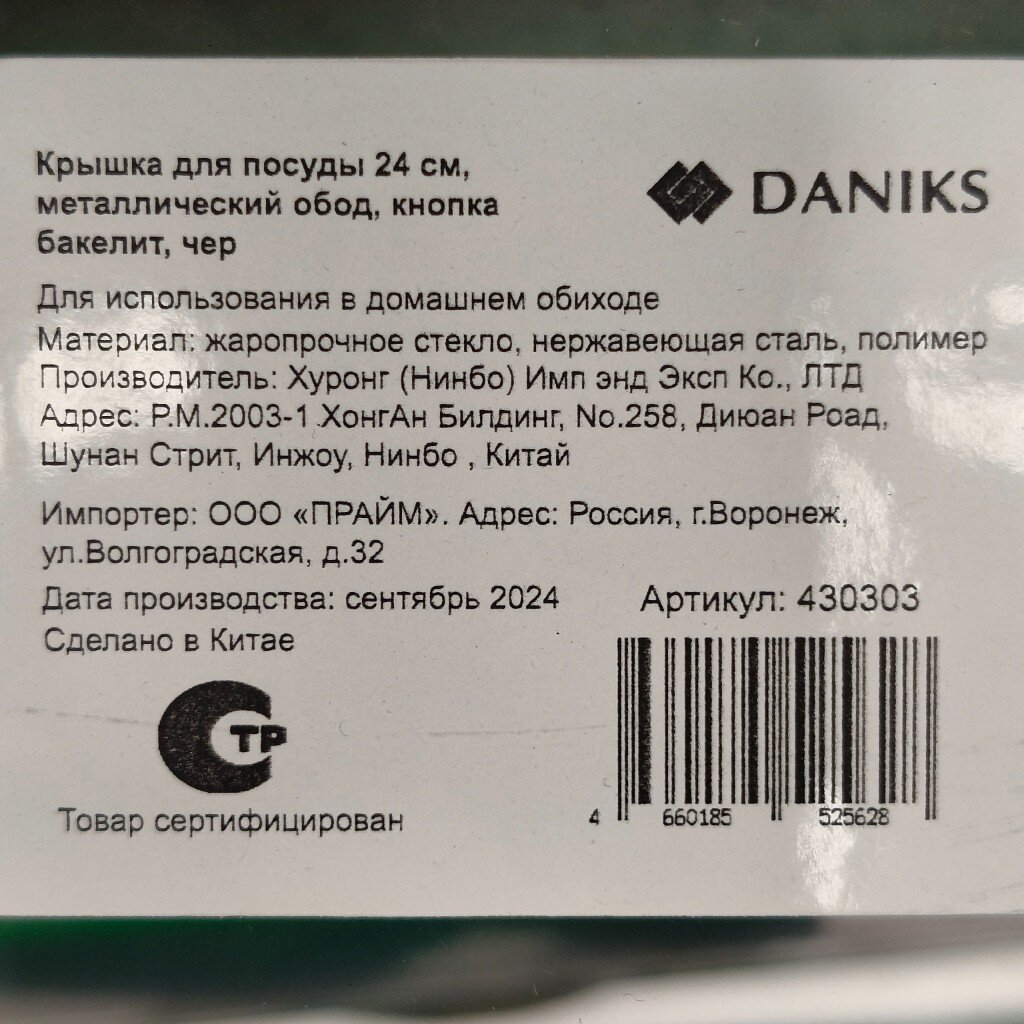 Крышка для посуды 24 см,
металлический обод, кнопка
бакелит, чер
DANIKS
Для использования в домашнем обиходе
Материал: жаропрочное стекло, нержавеющая сталь, полимер
Производитель: Хуронг (Нинбо) Имп энд Эксп Ко., ЛТД
Адрес: Р.М.2003-1 ХонгАн Билдинг, No.258, Диюан Роад,
Шунан Стрит, Инжоу, Нинбо , Китай
Импортер: ООО «ПРАЙМ». Адрес: Россия, г.Воронеж,
ул.Волгоградская, д.32
Дата производства: сентябрь 2024
Сделано в Китае
Артикул: 430303
СТР
Товар сертифицирован
4 660185 525628